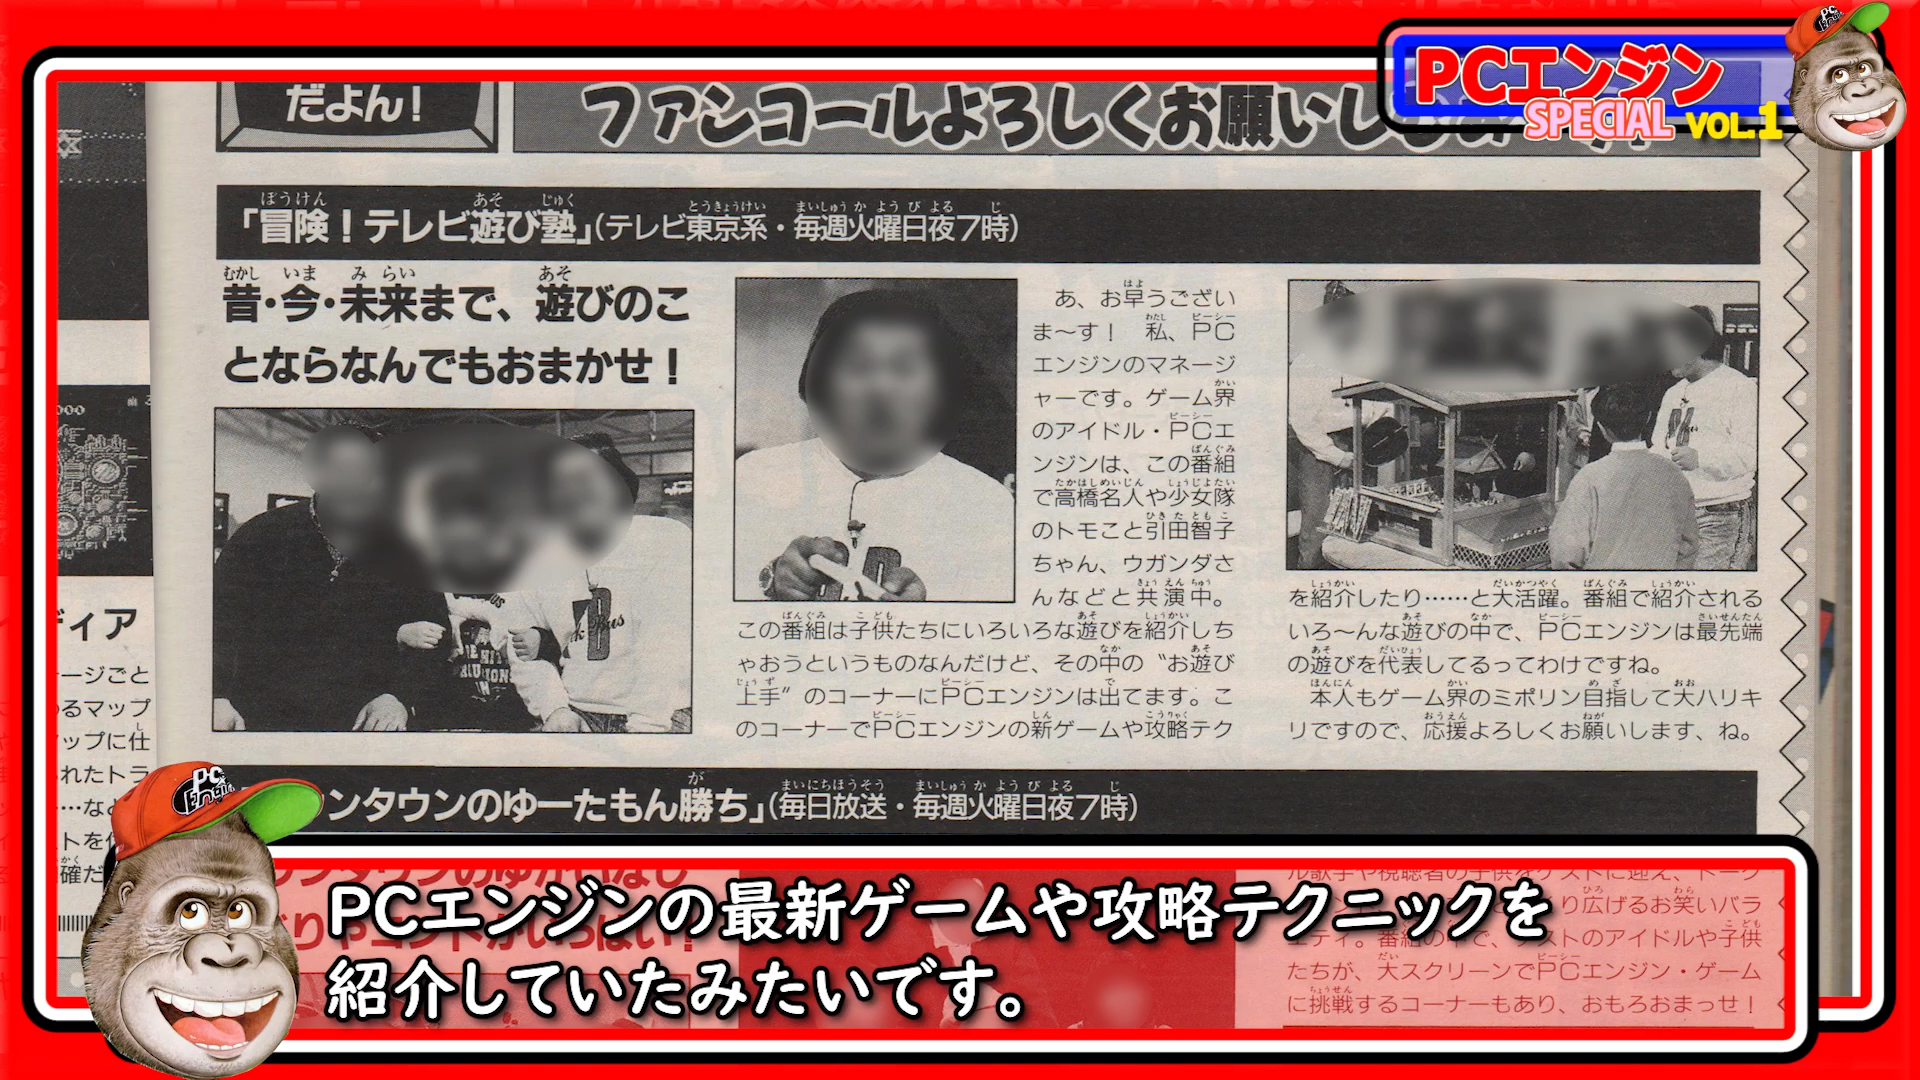 PCエンジン
SPECIAL VOL.1
だよん!
ファンコールよろしくお願いし
「冒険!テレビ遊び塾」(テレビ東京系・毎週火曜日夜7時)
昔・今・未来まで、遊びのこ
とならなんでもおまかせ!
あ、お早うござい
ま〜す! 私、PC
エンジンのマネージ
ャーです。ゲーム界
のアイドル・PCエ
ンジンは、この番組
で高橋名人や少女隊
のトモこと引田智子
ちゃん、ウガンダさ
んなどと共演中。
この番組は子供たちにいろいろな遊びを紹介しち
ゃおうというものなんだけど、その中の〝お遊び
上手〟のコーナーにPCエンジンは出てます。こ
のコーナーでPCエンジンの新ゲームや攻略テク
を紹介したり……と大活躍。番組で紹介される
いろ〜んな遊びの中で、PCエンジンは最先端
の遊びを代表してるってわけですね。
本人もゲーム界のミポリン目指して大ハリキ
リですので、応援よろしくお願いします、ね。
ンタウンのゆーたもん勝ち」(毎日放送・毎週火曜日夜7時)
ディア
ージごと
るマップ
ップに仕
れたトラ
…な
トを
確だ
り広げるお笑いバラ
エティ。番組の中で、ゲストのアイドルや子供
たちが、大スクリーンでPCエンジン・ゲーム
に挑戦するコーナーもあり、おもろおまっせ!
PC Engine
PCエンジンの最新ゲームや攻略テクニックを
紹介していたみたいです。